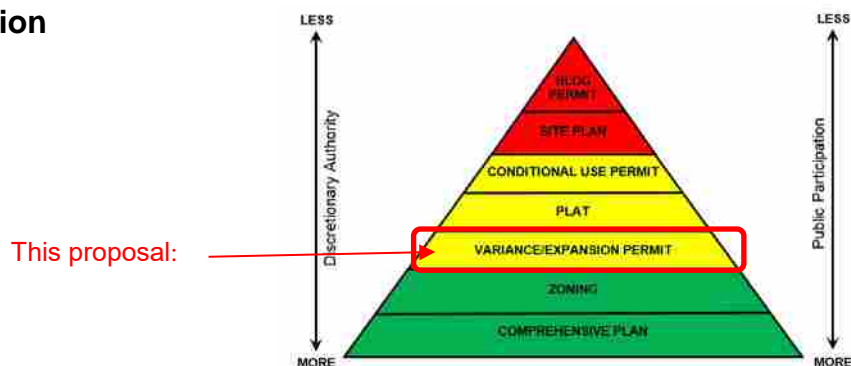 ion
LESS
LESS
BLDG
PERMIT
SITE PLAN
CONDITIONAL USE PERMIT
PLAT
This proposal:
VARIANCE/EXPANSION PERMIT
ZONING
COMPREHENSIVE PLAN
Discretionary Authority
Public Participation
MORE
MORE